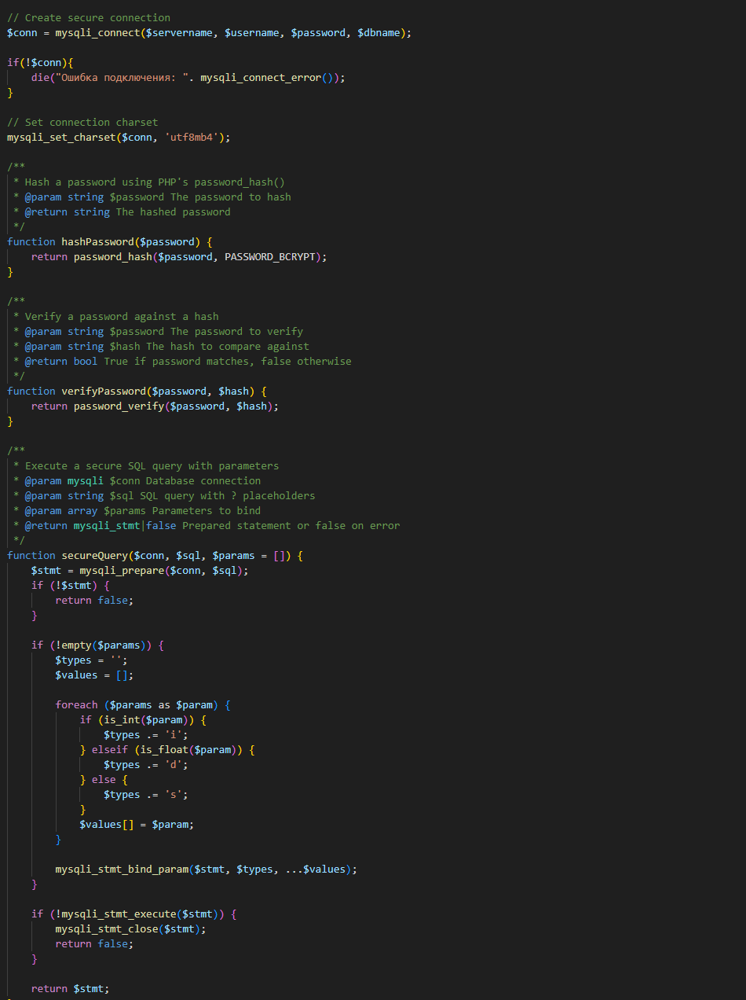 // Create secure connection
$conn = mysqli_connect($servername, $username, $password, $dbname);
if(!$conn){
    die("Ошибка подключения: ". mysqli_connect_error());
}
// Set connection charset
mysqli_set_charset($conn, 'utf8mb4');
/**
 * Hash a password using PHP's password_hash()
 * @param string $password The password to hash
 * @return string The hashed password
 */
function hashPassword($password) {
    return password_hash($password, PASSWORD_BCRYPT);
}
/**
 * Verify a password against a hash
 * @param string $password The password to verify
 * @param string $hash The hash to compare against
 * @return bool True if password matches, false otherwise
 */
function verifyPassword($password, $hash) {
    return password_verify($password, $hash);
}
/**
 * Execute a secure SQL query with parameters
 * @param mysqli $conn Database connection
 * @param string $sql SQL query with ? placeholders
 * @param array $params Parameters to bind
 * @return mysqli_stmt|false Prepared statement or false on error
 */
function secureQuery($conn, $sql, $params = []) {
    $stmt = mysqli_prepare($conn, $sql);
    if (!$stmt) {
        return false;
    }
    if (!empty($params)) {
        $types = '';
        $values = [];
        foreach ($params as $param) {
            if (is_int($param)) {
                $types .= 'i';
            } elseif (is_float($param)) {
                $types .= 'd';
            } else {
                $types .= 's';
            }
            $values[] = $param;
        }
        mysqli_stmt_bind_param($stmt, $types, ...$values);
    }
    if (!mysqli_stmt_execute($stmt)) {
        mysqli_stmt_close($stmt);
        return false;
    }
    return $stmt;